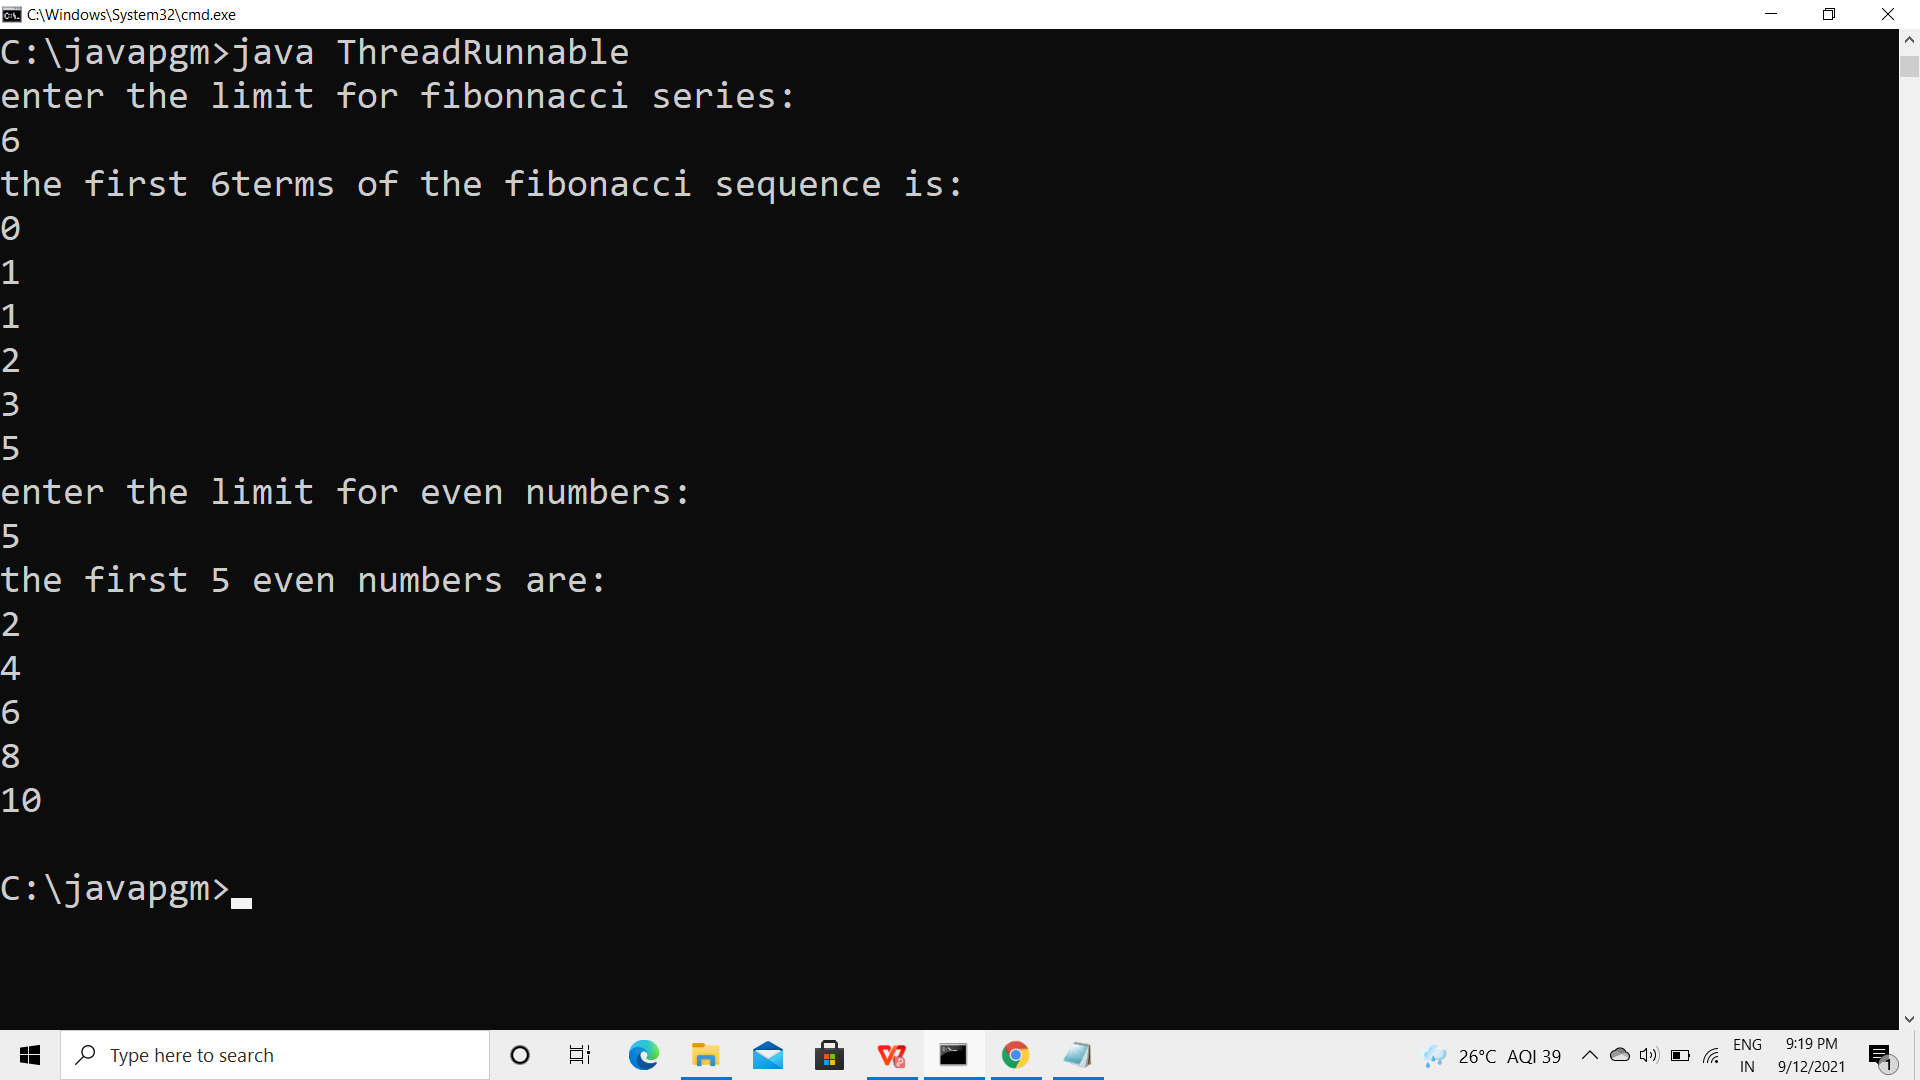 C:\Windows\System32\cmd.exe
C:\javapgm>java ThreadRunnable
enter the limit for fibonnacci series:
6
the first 6terms of the fibonacci sequence is:
0
1
1
2
3
5
enter the limit for even numbers:
5
the first 5 even numbers are:
2
4
6
8
10
C:\javapgm>
Type here to search
26°C AQI 39
ENG
IN
9:19 PM
9/12/2021
1